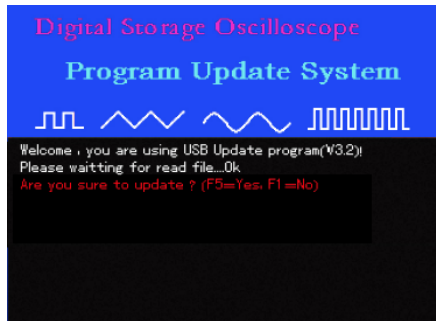 Digital Storage Oscilloscope
Program Update System
Welcome , you are using USB Update program(V3.2)!
Please waitting for read file....Ok
Are you sure to update ? (F5=Yes, F1=No)